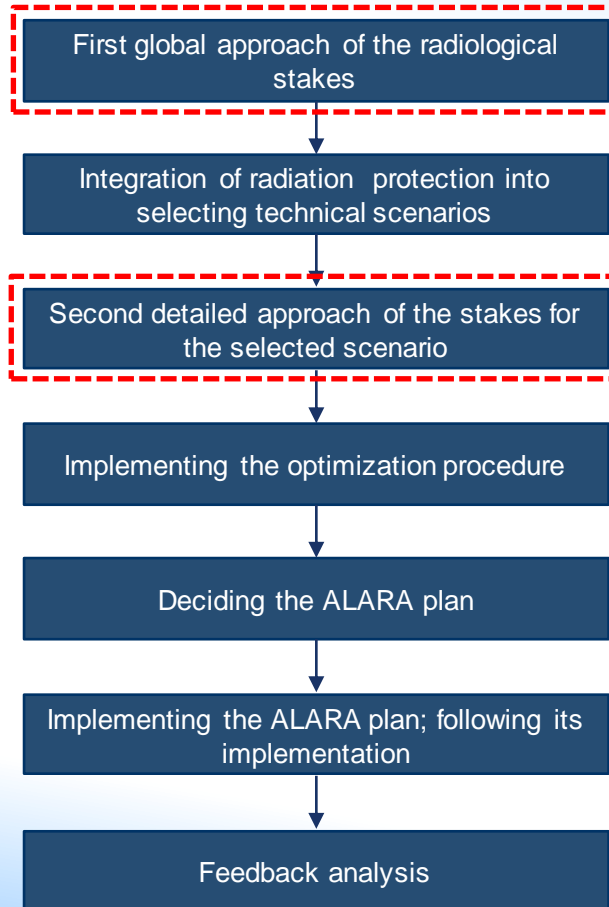 First global approach of the radiological
stakes
Integration of radiation protection into
selecting technical scenarios
Second detailed approach of the stakes for
the selected scenario
Implementing the optimization procedure
Deciding the ALARA plan
Implementing the ALARA plan; following its
implementation
Feedback analysis